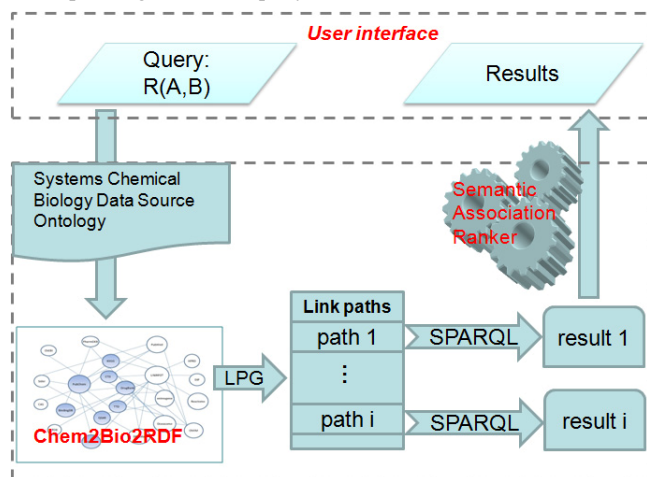 User interface
Query:
R(A,B)
Results
Systems Chemical
Biology Data Source
Ontology
Semantic
Association
Ranker
Chem2Bio2RDF
LPG
Link paths
path 1
⋮
path i
SPARQL
SPARQL
result 1
result i